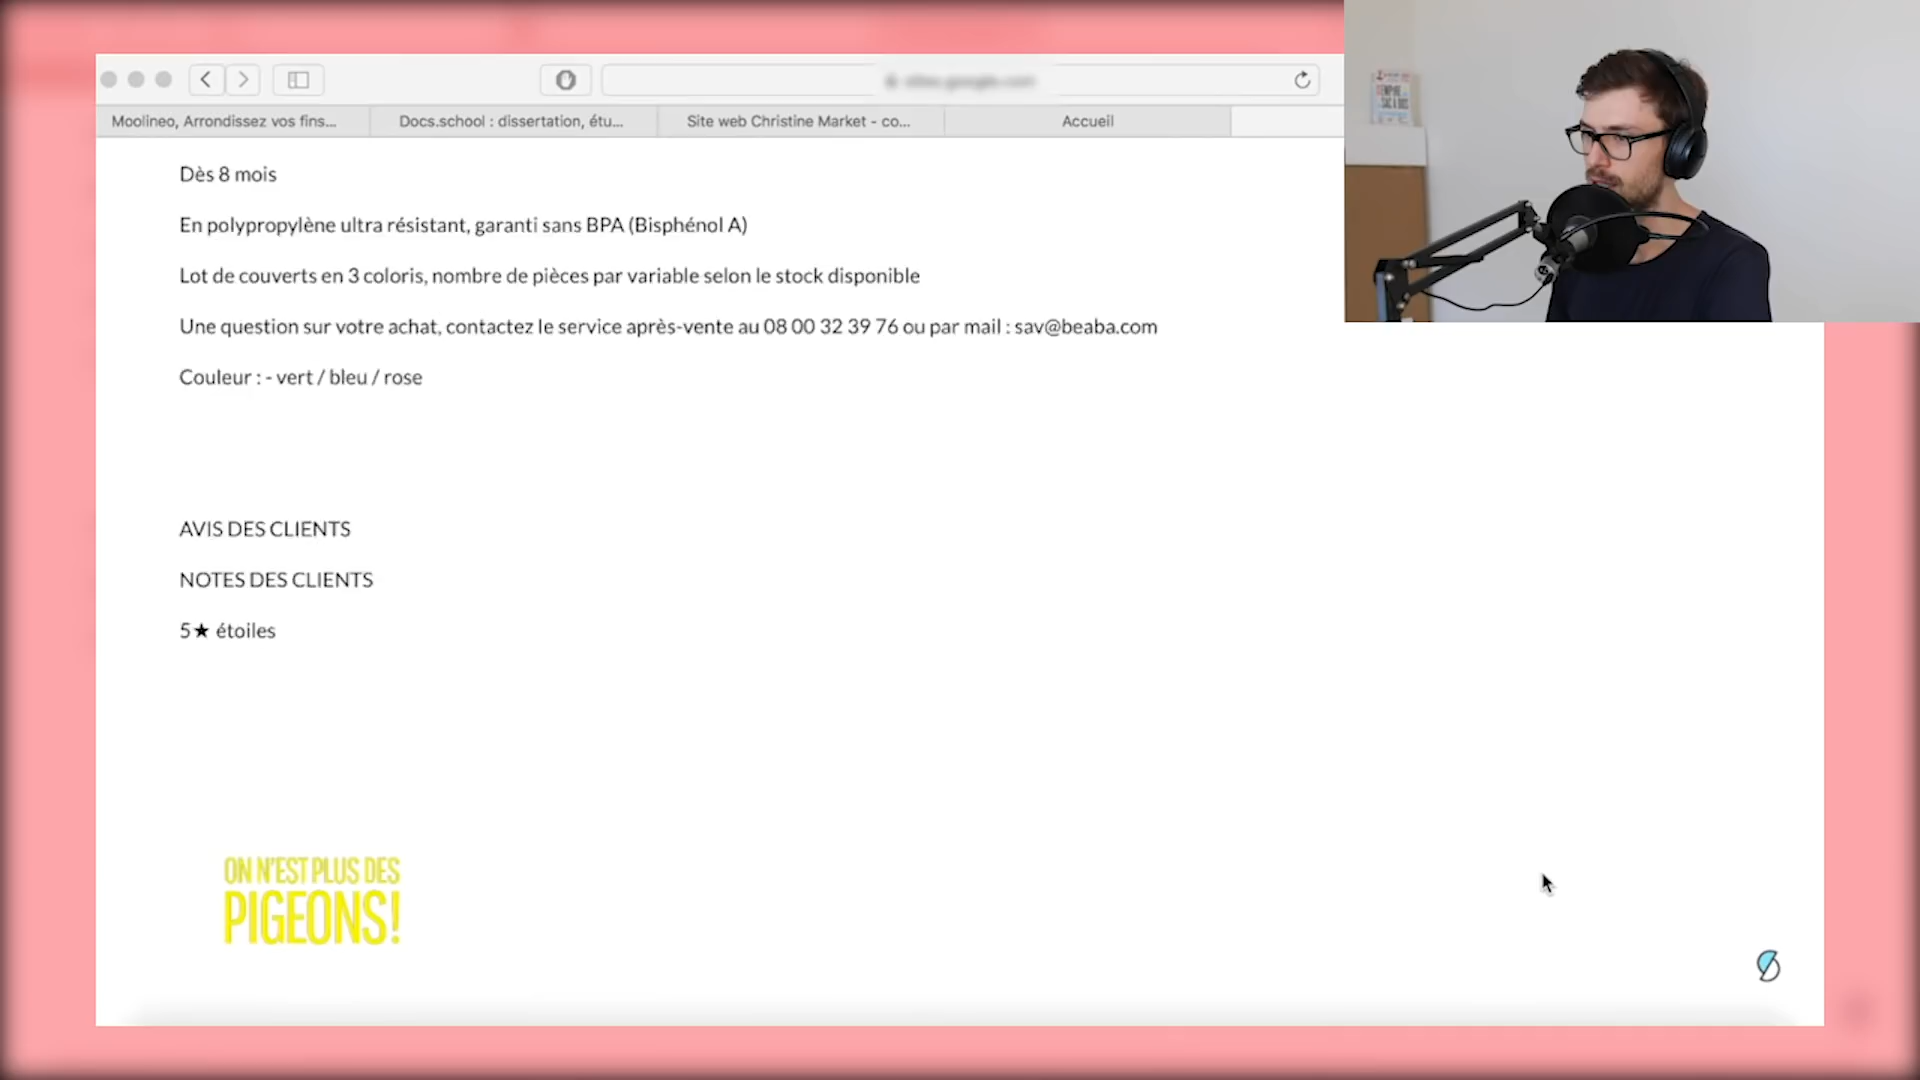 Moolineo, Arrondissez vos fins...
Docs.school : dissertation, étu...
Site web Christine Market - co...
Accueil
Dès 8 mois
En polypropylène ultra résistant, garanti sans BPA (Bisphénol A)
Lot de couverts en 3 coloris, nombre de pièces par variable selon le stock disponible
Une question sur votre achat, contactez le service après-vente au 08 00 32 39 76 ou par mail : sav@beaba.com
Couleur : - vert / bleu / rose
AVIS DES CLIENTS
NOTES DES CLIENTS
5★ étoiles
ON N'EST PLUS DES
PIGEONS!